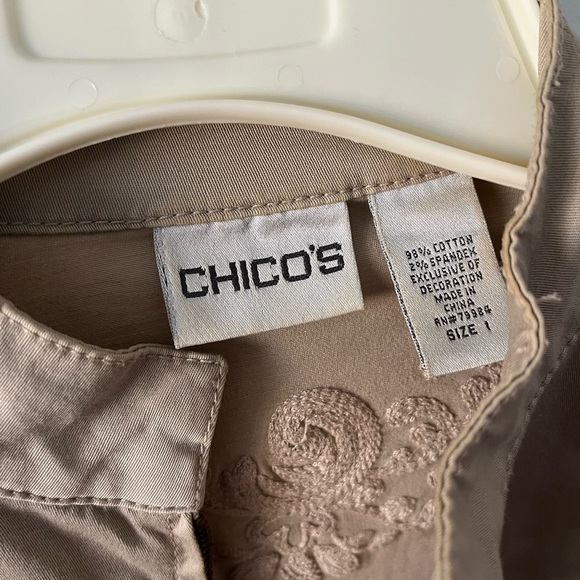 CHICO'S
98% COTTON
2% SPANDEX
EXCLUSIVE OF
DECORATION
MADE IN
CHINA
RN#79984
SIZE 1